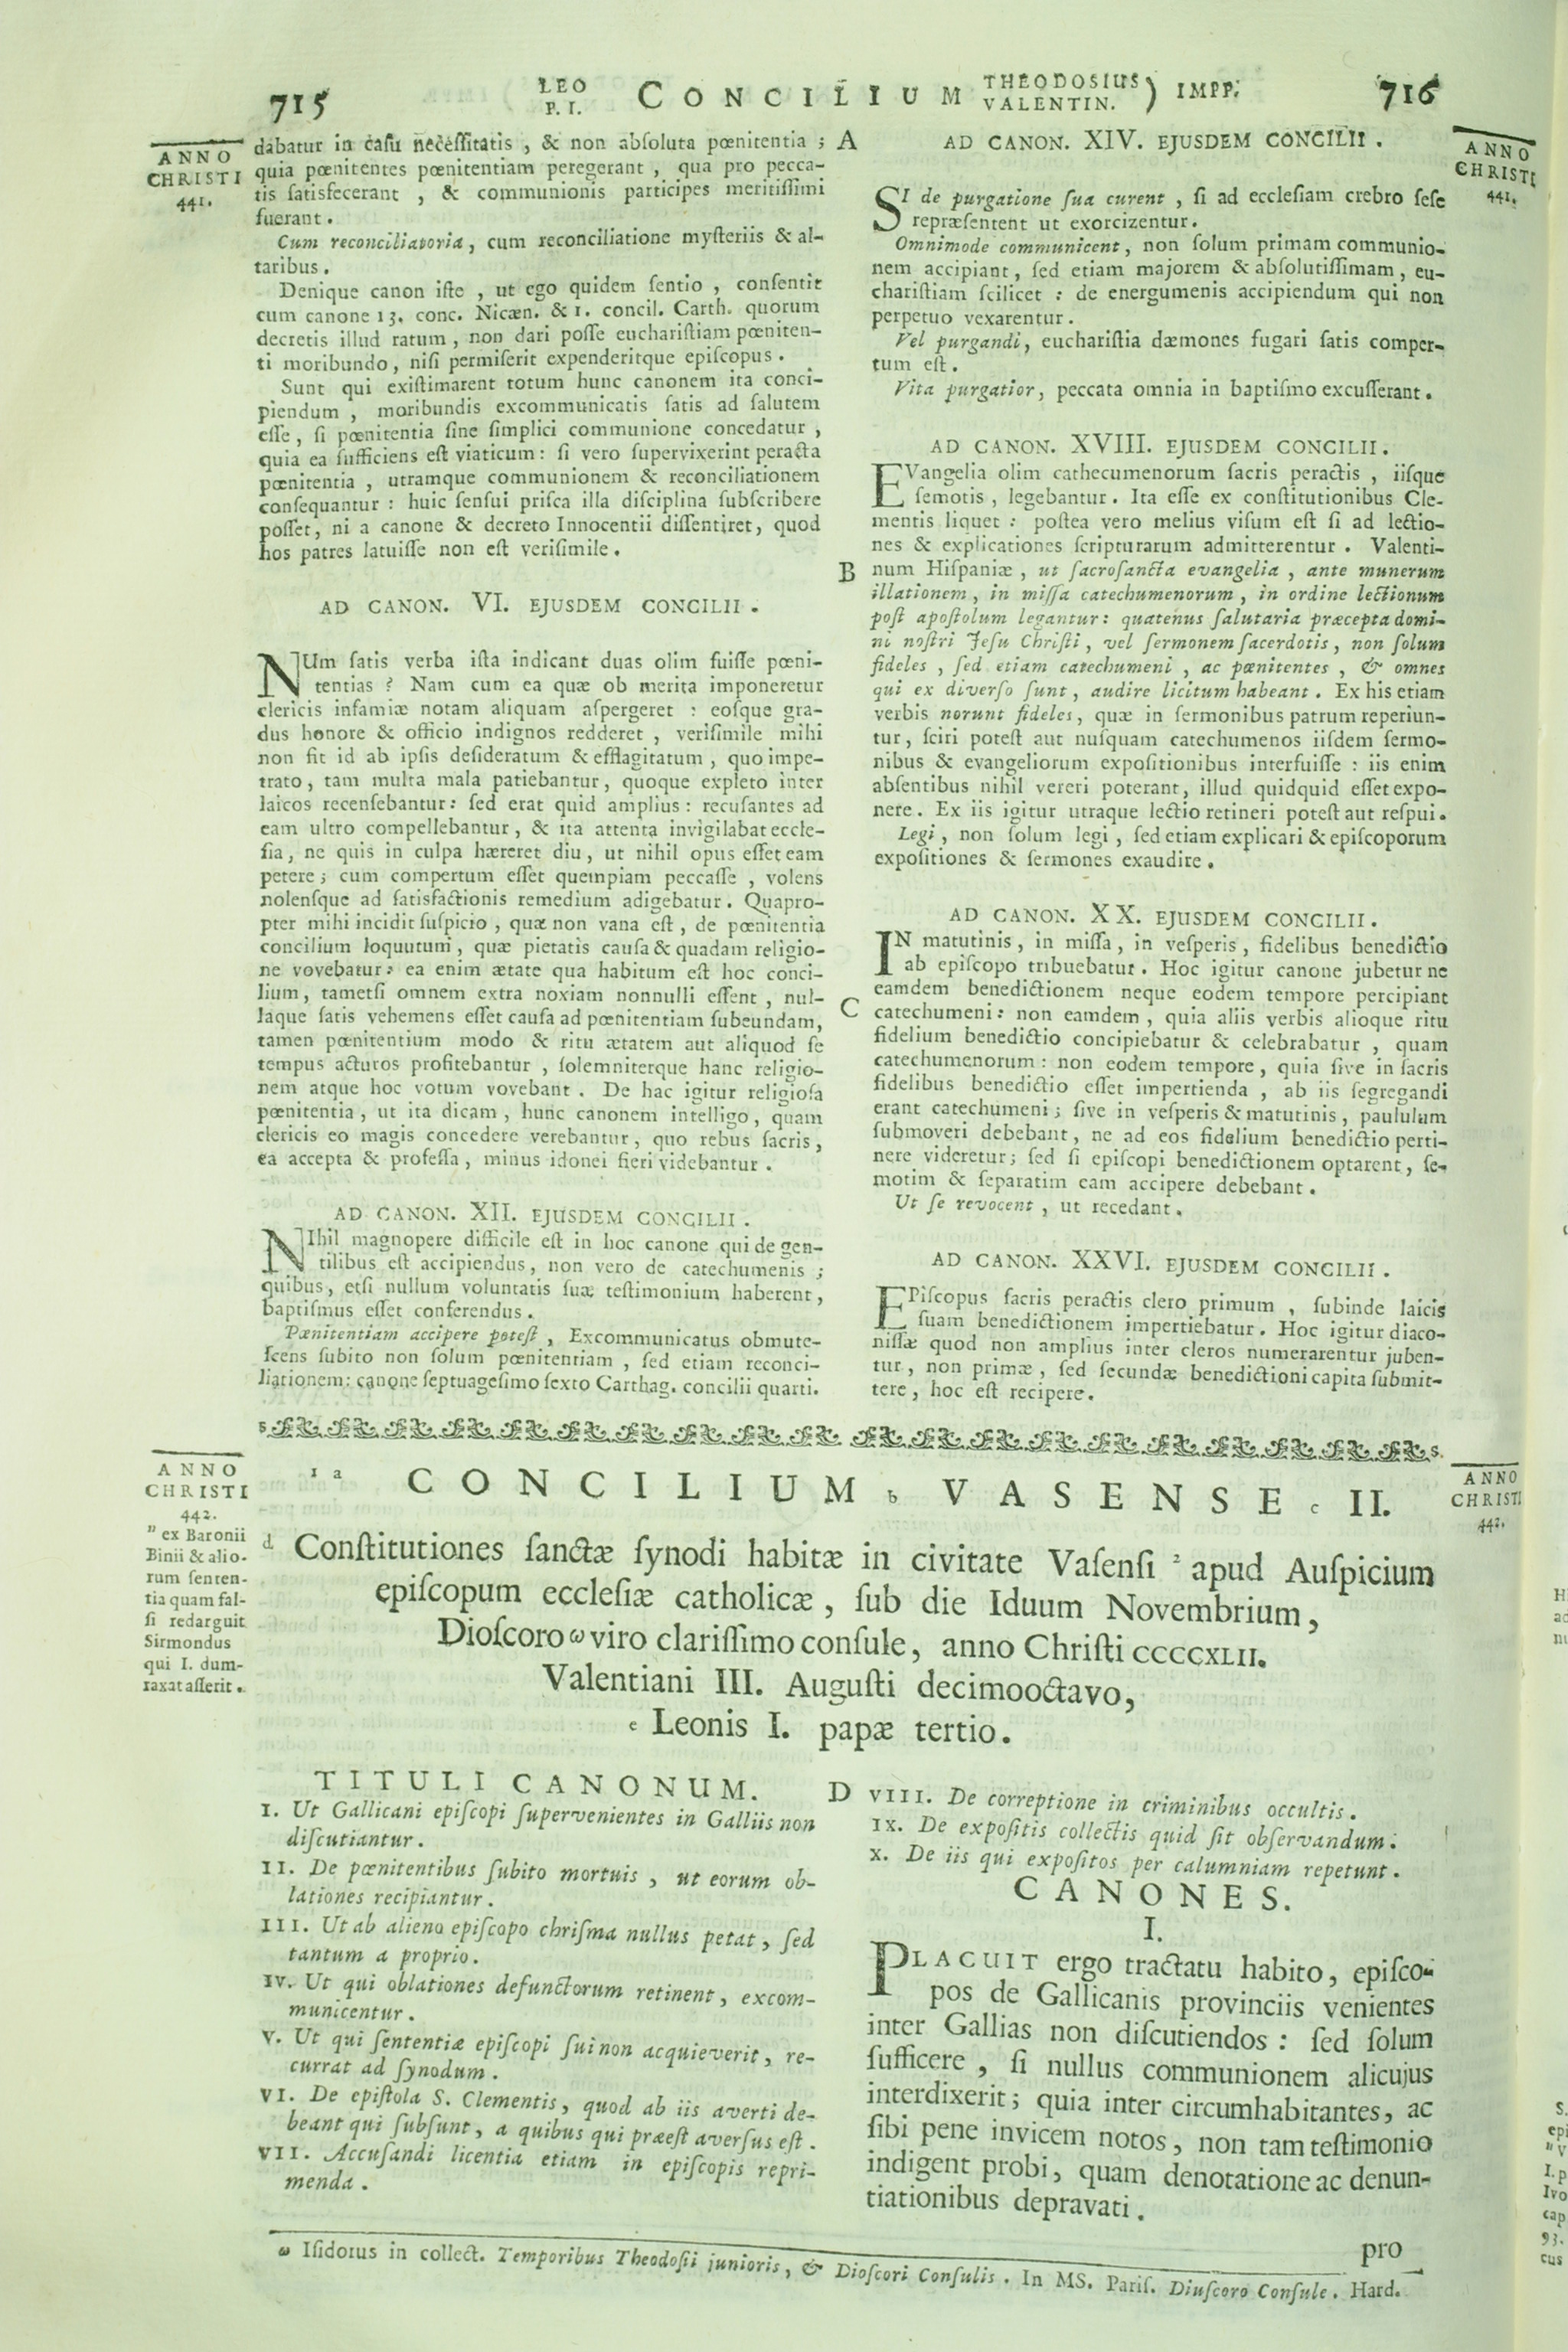 715 LEO P. I. CONCILIUM THEODOSIUS VALENTIN. ) IMPP. 716
ANNO
CHRISTI
441.
dabatur in caſu neceſſitatis , & non abſoluta pœnitentia ;
quia pœnitentes pœnitentiam peregerant , qua pro pecca-
tis ſatisfecerant , & communionis participes meritiſſimi
fuerant .
Cum reconciliatoria, cum reconciliatione myſteriis & al-
taribus .
Denique canon iſte , ut ego quidem ſentio , conſentit
cum canone 13. conc. Nicæn. & 1. concil. Carth. quorum
decretis illud ratum , non dari poſſe euchariſtiam pœniten-
ti moribundo, niſi permiſerit expenderitque epiſcopus .
Sunt qui exiſtimarent totum hunc canonem ita conci-
piendum , moribundis excommunicatis ſatis ad ſalutem
eſſe , ſi pœnitentia ſine ſimplici communione concedatur ,
quia ea ſufficiens eſt viaticum : ſi vero ſupervixerint peracta
pœnitentia , utramque communionem & reconciliationem
conſequantur : huic ſenſui priſca illa diſciplina ſubſcribere
poſſet, ni a canone & decreto Innocentii diſſentiret, quod
hos patres latuiſſe non eſt veriſimile .
AD CANON. VI. EJUSDEM CONCILII .
NUm ſatis verba iſta indicant duas olim fuiſſe pœni-
tentias ? Nam cum ea quæ ob merita imponeretur
clericis infamiæ notam aliquam aſpergeret : eoſque gra-
dus honore & officio indignos redderet , veriſimile mihi
non fit id ab ipſis deſideratum & efflagitatum , quo impe-
trato , tam multa mala patiebantur, quoque expleto inter
laicos recenſebantur : ſed erat quid amplius : recuſantes ad
eam ultro compellebantur , & ita attenta invigilabat eccle-
ſia , ne quis in culpa hæreret diu , ut nihil opus eſſet eam
petere ; cum compertum eſſet quempiam peccaſſe , volens
nolenſque ad ſatisfactionis remedium adigebatur . Quapro-
pter mihi incidit ſuſpicio , quæ non vana eſt , de pœnitentia
concilium loquutum, quæ pietatis cauſa & quadam religio-
ne vovebatur : ea enim ætate qua habitum eſt hoc conci-
lium , tametſi omnem extra noxiam nonnulli eſſent , nul-
laque ſatis vehemens eſſet cauſa ad pœnitentiam ſubeundam,
tamen pœnitentium modo & ritu ætatem aut aliquod ſe
tempus acturos profitebantur , ſolemniterque hanc religio-
nem atque hoc votum vovebant . De hac igitur religioſa
pœnitentia , ut ita dicam , hunc canonem intelligo, quam
clericis eo magis concedere verebantur, quo rebus ſacris ,
ea accepta & profeſſa , minus idonei fieri videbantur .
AD CANON. XII. EJUSDEM CONCILII .
NIhil magnopere difficile eſt in hoc canone qui de gen-
tilibus eſt accipiendus , non vero de catechumenis ;
quibus , etſi nullum voluntatis ſuæ teſtimonium haberent ,
baptiſmus eſſet conferendus .
Pœnitentiam accipere poteſt , Excommunicatus obmute-
ſcens ſubito non ſolum pœnitentiam , ſed etiam reconci-
liationem : canone ſeptuageſimo ſexto Carthag. concilii quarti.
A
B
C
ANNO
CHRISTI
441.
AD CANON. XIV. EJUSDEM CONCILII .
SI de purgatione ſua curent , ſi ad eccleſiam crebro ſeſe
repræſentent ut exorcizentur.
Omnimode communicent, non ſolum primam communio-
nem accipiant , ſed etiam majorem & abſolutiſſimam , eu-
chariſtiam ſcilicet : de energumenis accipiendum qui non
perpetuo vexarentur .
Vel purgandi, euchariſtia dæmones fugari ſatis comper-
tum eſt .
Vita purgatior, peccata omnia in baptiſmo excuſſerant .
AD CANON. XVIII. EJUSDEM CONCILII .
EVangelia olim cathecumenorum ſacris peractis , iiſque
ſemotis , legebantur . Ita eſſe ex conſtitutionibus Cle-
mentis liquet : poſtea vero melius viſum eſt ſi ad lectio-
nes & explicationes ſcripturarum admitterentur . Valenti-
num Hiſpaniæ , ut ſacroſancta evangelia , ante munerum
illationem , in miſſa catechumenorum , in ordine lectionum
poſt apoſtolum legantur : quatenus ſalutaria præcepta domi-
ni noſtri Jeſu Chriſti , vel ſermonem ſacerdotis, non ſolum
fideles , ſed etiam catechumeni , ac pœnitentes , & omnes
qui ex diverſo ſunt, audire licitum habeant . Ex his etiam
verbis norunt fideles, quæ in ſermonibus patrum reperiun-
tur, ſciri poteſt aut nuſquam catechumenos iiſdem ſermo-
nibus & evangeliorum expoſitionibus interfuiſſe : iis enim
abſentibus nihil vereri poterant , illud quidquid eſſet expo-
nere . Ex iis igitur utraque lectio retineri poteſt aut reſpui .
Legi , non ſolum legi , ſed etiam explicari & epiſcoporum
expoſitiones & ſermones exaudire .
AD CANON. XX. EJUSDEM CONCILII .
IN matutinis , in miſſa , in veſperis , fidelibus benedictio
ab epiſcopo tribuebatur . Hoc igitur canone jubetur ne
eamdem benedictionem neque eodem tempore percipiant
catechumeni : non eamdem , quia aliis verbis alioque ritu
fidelium benedictio concipiebatur & celebrabatur , quam
catechumenorum : non eodem tempore , quia ſive in ſacris
fidelibus benedictio eſſet impertienda , ab iis ſegregandi
erant catechumeni ; ſive in veſperis & matutinis , paululum
ſubmoveri debebant , ne ad eos fidelium benedictio perti-
nere videretur; ſed ſi epiſcopi benedictionem optarent , ſe-
motim & ſeparatim eam accipere debebant .
Ut ſe revocent , ut recedant .
AD CANON. XXVI. EJUSDEM CONCILII .
EPiſcopus ſacris peractis clero primum , ſubinde laicis
ſuam benedictionem impertiebatur . Hoc igitur diaco-
niſſæ quod non amplius inter cleros numerarentur juben-
tur, non primæ , ſed ſecundæ benedictioni capita ſubmit-
tere , hoc eſt recipere .
ANNO
CHRISTI
442.
" ex Baronii
Binii & alio-
rum ſenten-
tia quam fal-
ſi redarguit
Sirmondus
qui I. dum-
taxat aſſerit .
1 a CONCILIUM b VASENSE c II.
ANNO
CHRISTI
442.
d Conſtitutiones ſanctæ ſynodi habitæ in civitate Vaſenſi 2 apud Auſpicium
epiſcopum eccleſiæ catholicæ , ſub die Iduum Novembrium ,
Dioſcoro ω viro clariſſimo conſule , anno Chriſti CCCCXLII.
Valentiani III. Auguſti decimooctavo,
e Leonis I. papæ tertio .
TITULI CANONUM.
I. Ut Gallicani epiſcopi ſupervenientes in Galliis non
diſcutiantur .
II. De pœnitentibus ſubito mortuis , ut eorum ob-
lationes recipiantur .
III. Ut ab alieno epiſcopo chriſma nullus petat , ſed
tantum a proprio .
IV. Ut qui oblationes defunctorum retinent , excom-
municentur .
V. Ut qui ſententiæ epiſcopi ſui non acquieverit , re-
currat ad ſynodum .
VI. De epiſtola S. Clementis , quod ab iis averti de-
beant qui ſubſunt , a quibus qui præeſt averſus eſt .
VII. Accuſandi licentia etiam in epiſcopis repri-
menda .
D
VIII. De correptione in criminibus occultis .
IX. De expoſitis collectis quid ſit obſervandum .
X. De iis qui expoſitos per calumniam repetunt .
CANONES.
I.
PLACUIT ergo tractatu habito , epiſco-
pos de Gallicanis provinciis venientes
inter Gallias non diſcutiendos : ſed ſolum
ſufficere , ſi nullus communionem alicujus
interdixerit ; quia inter circumhabitantes , ac
ſibi pene invicem notos , non tam teſtimonio
indigent probi , quam denotatione ac denun-
tiationibus depravati .
pro
ω Iſidorus in collect. Temporibus Theodoſii junioris, & Dioſcori Conſulis . In MS. Pariſ. Diuſcoro Conſule . Hard.